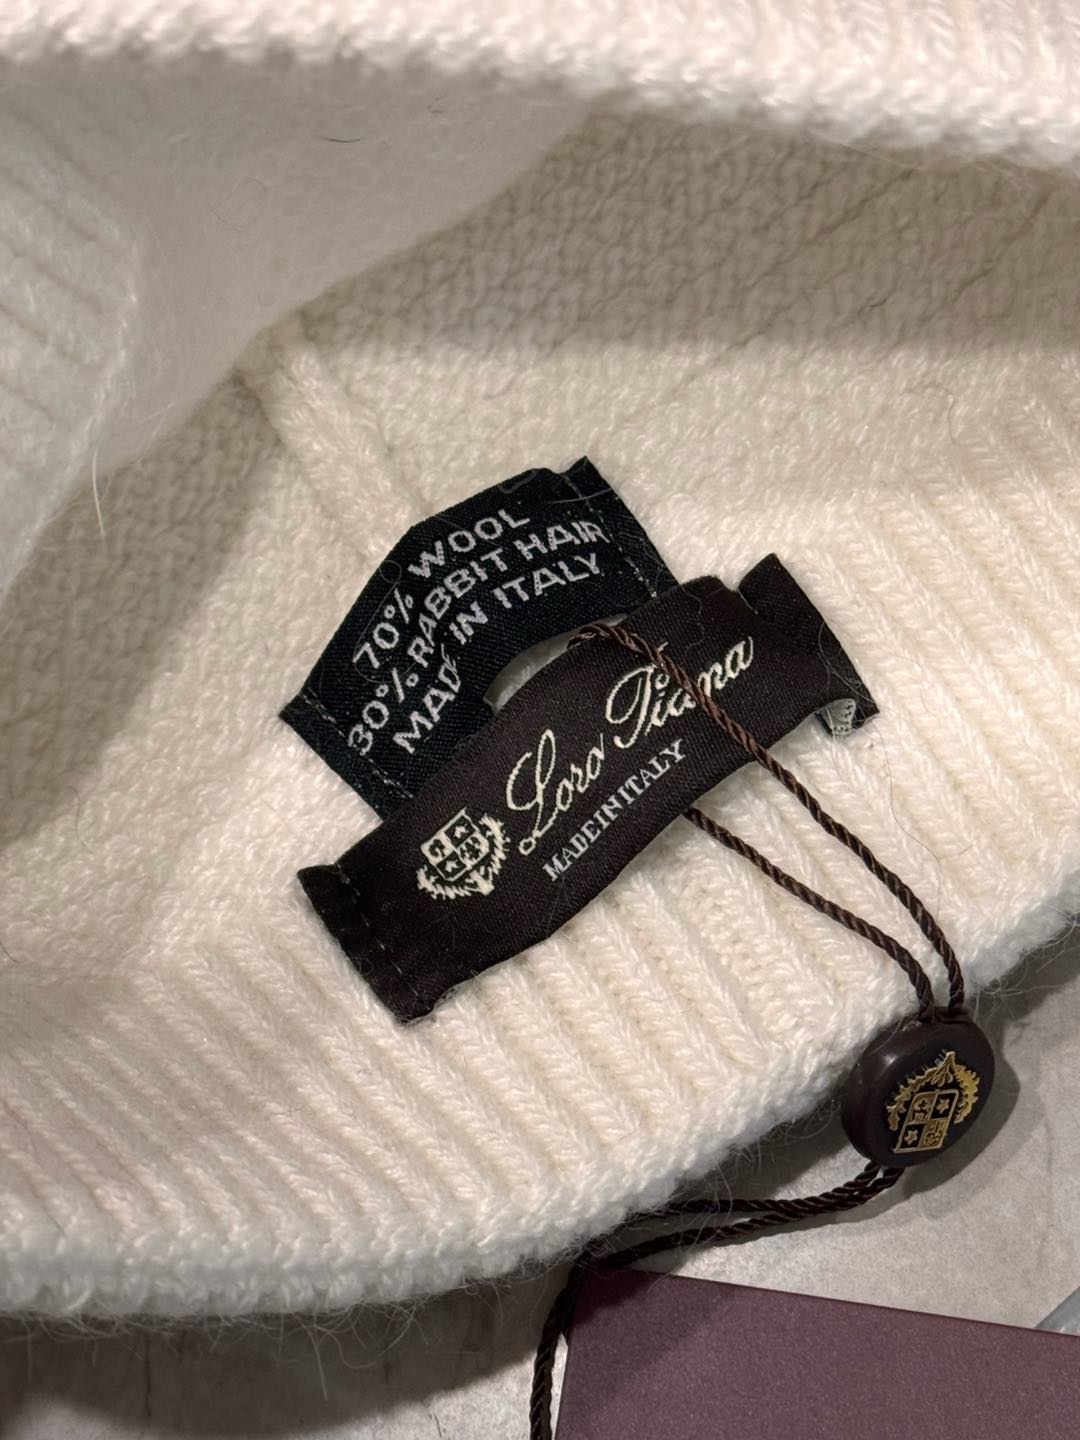 70% WOOL
30% RABBIT HAIR
MADE IN ITALY
Loro Piana
MADE IN ITALY